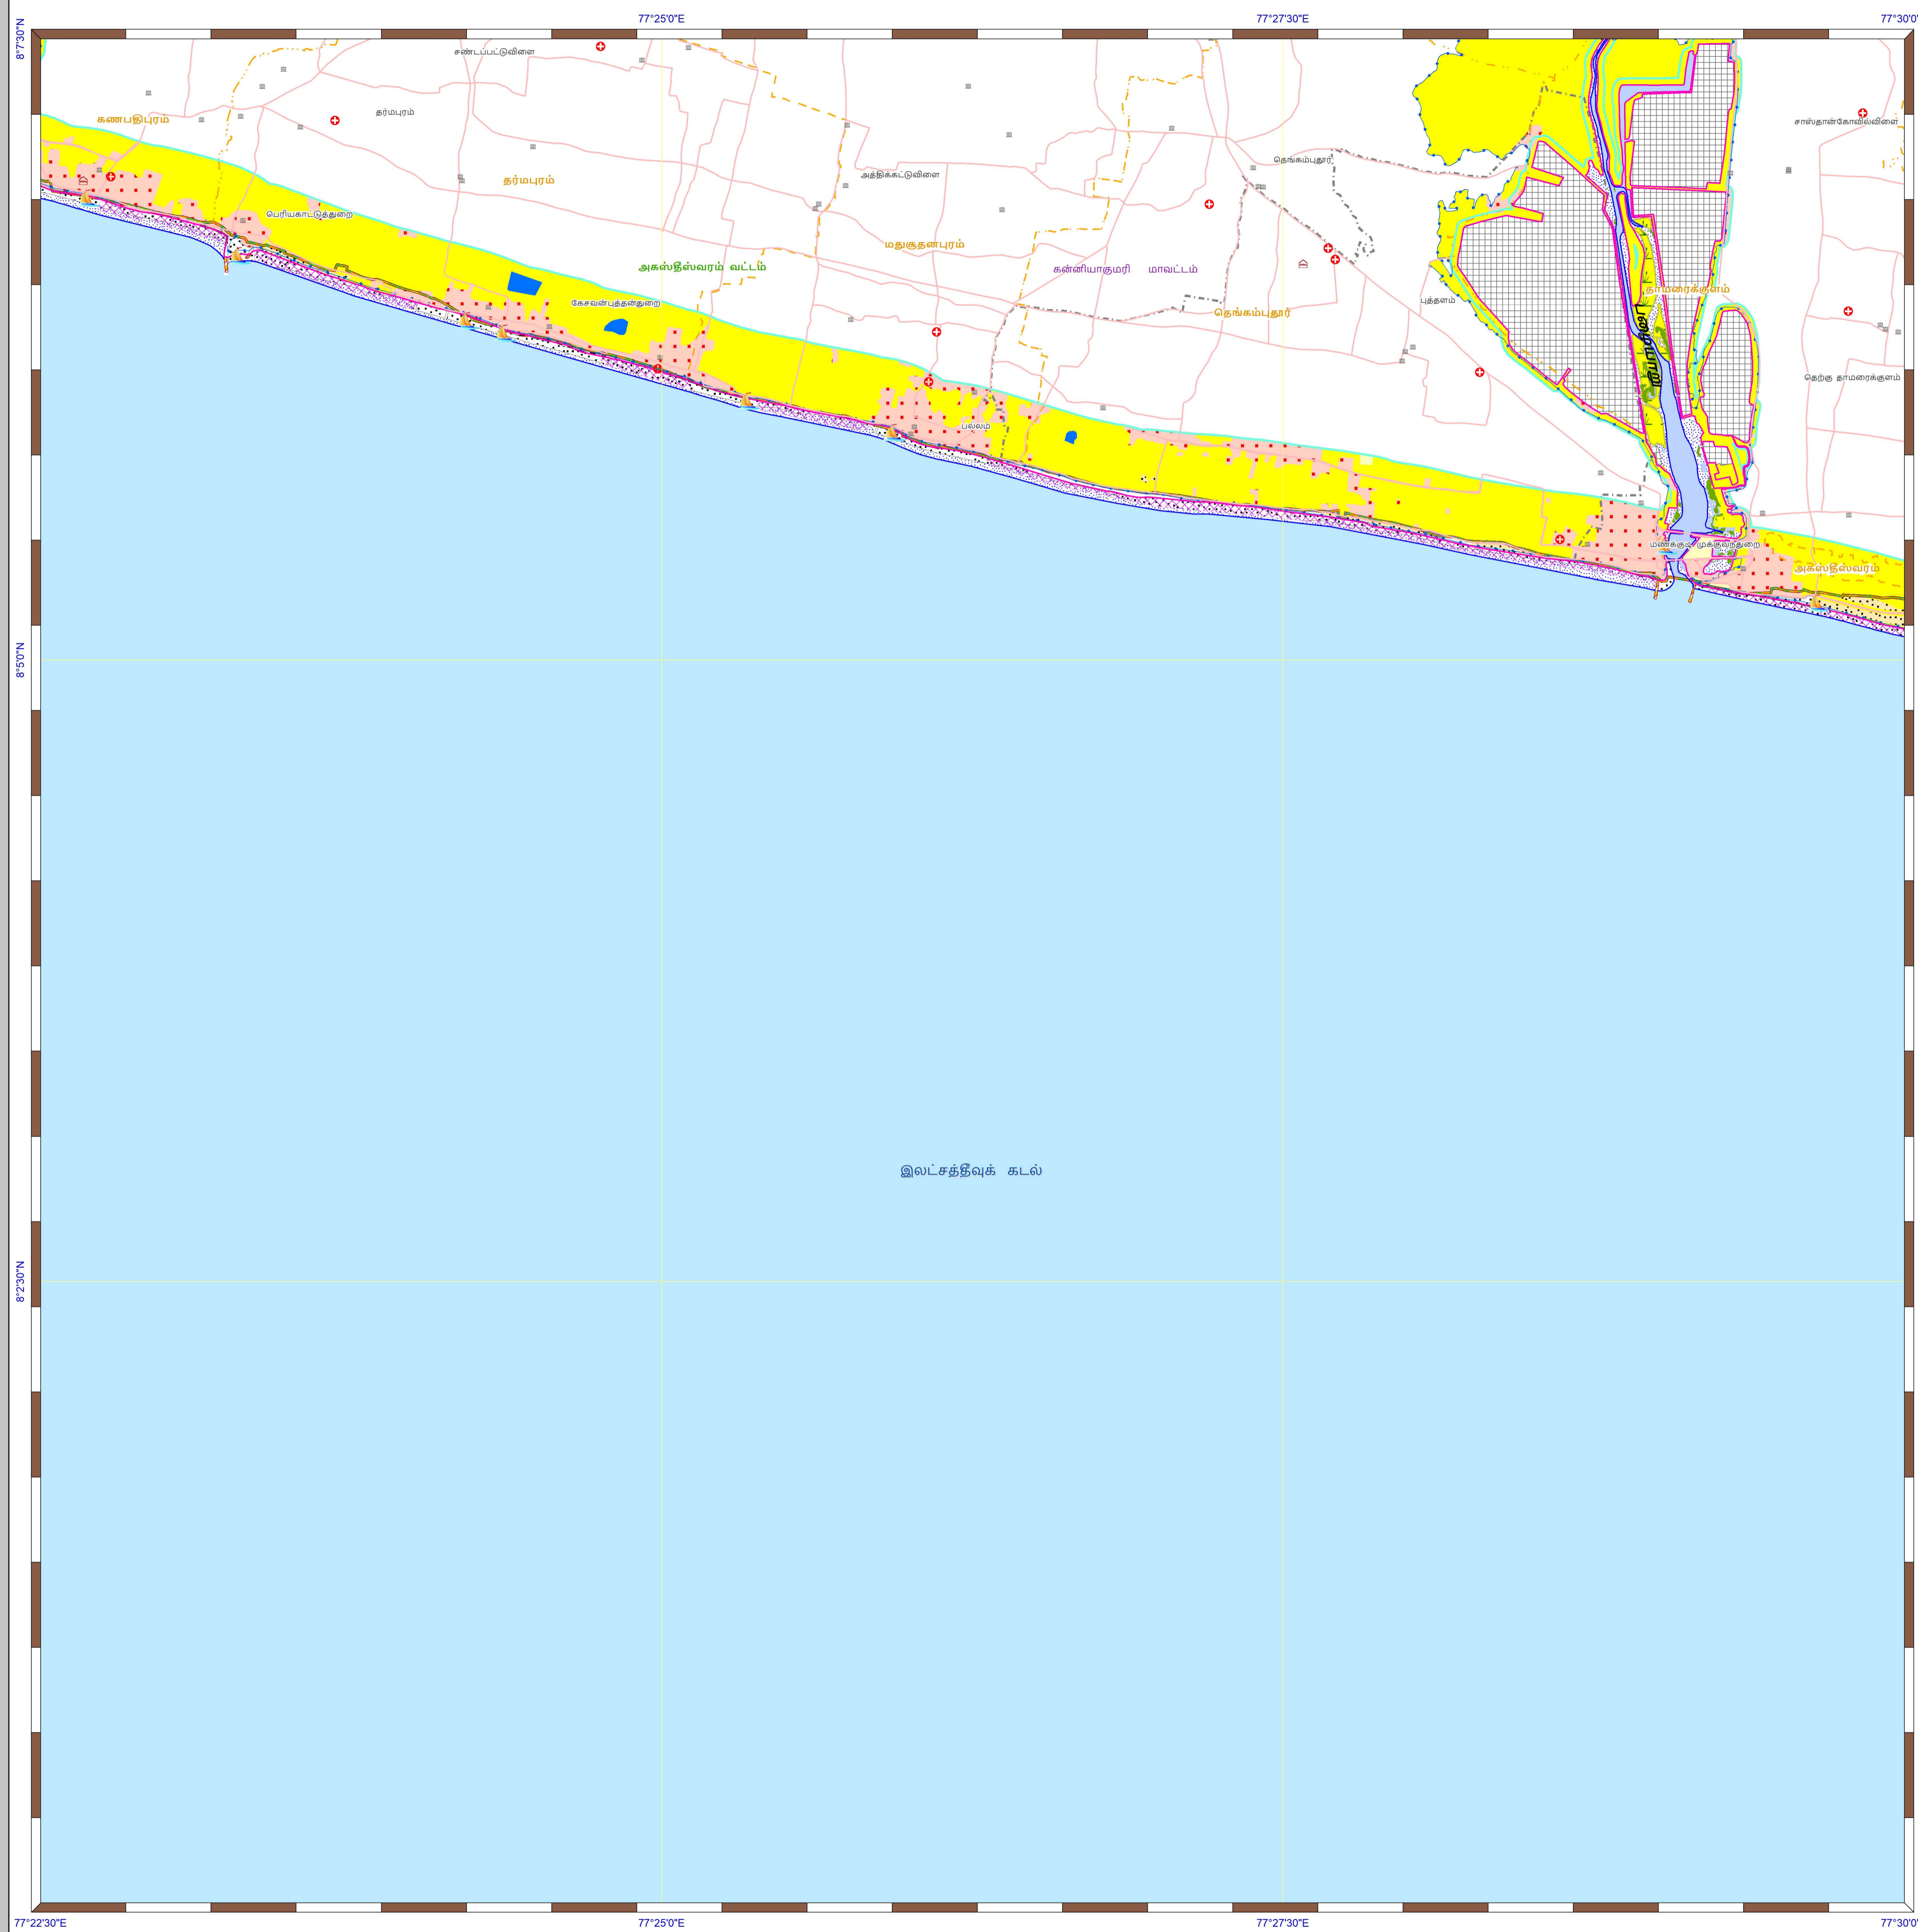 77°25'0"E
77°27'30"E
77°30'0"
8°7'30"N
சண்டப்பட்டுவிளை
தர்மபுரம்
கணபதிபுரம்
சாஸ்தான்கோவில்விளை
தெங்கம்புதூர்
அத்திக்கட்டுவிளை
தர்மபுரம்
பெரியகாட்டுத்துறை
மதுசூதனபுரம்
அகஸ்தீஸ்வரம் வட்டம்
கன்னியாகுமரி மாவட்டம்
தாமரைக்குளம்
கேசவன்புத்தன்துறை
புத்தளம்
தெங்கம்புதூர்
பழையாறு
தெற்கு தாமரைக்குளம்
பல்லம்
மணக்குடி முக்குவந்துறை
அகஸ்தீஸ்வரம்
8°5'0"N
இலட்சத்தீவுக் கடல்
8°2'30"N
77°22'30"E
77°25'0"E
77°27'30"E
77°30'0"